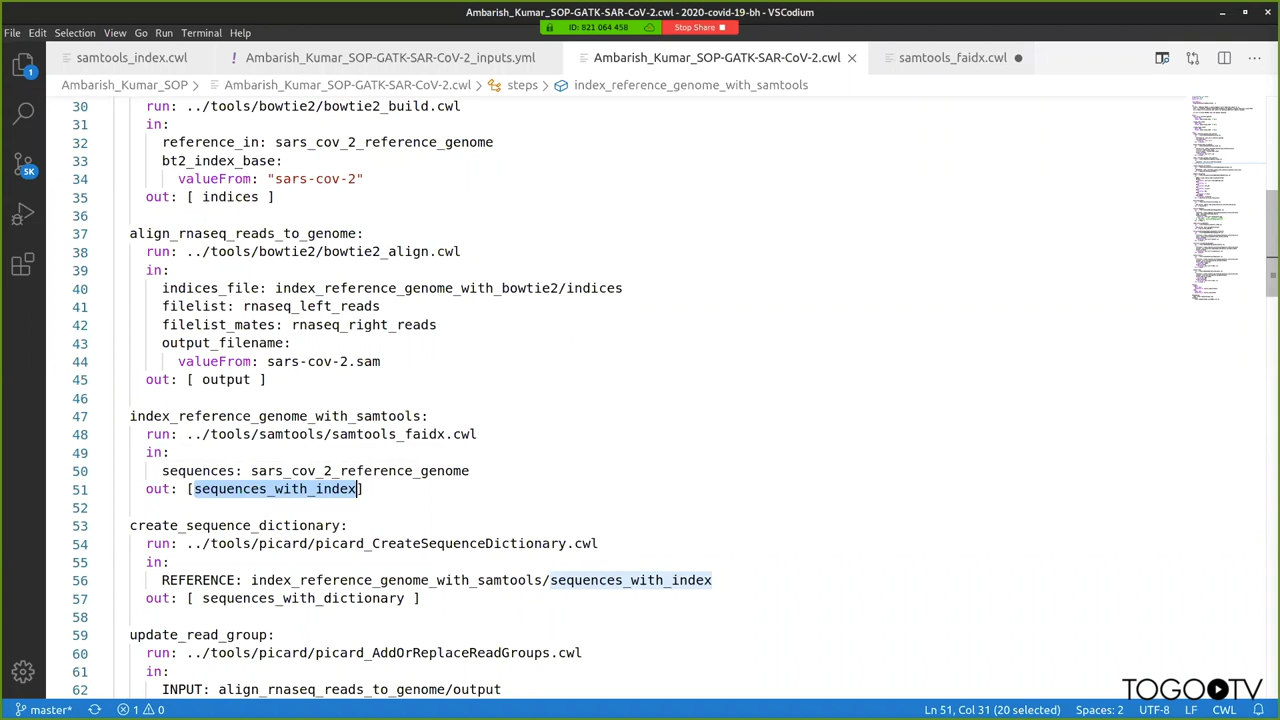 Ambarish_Kumar_SOP-GATK-SAR-CoV-2.cwl - 2020-covid-19-bh - VSCodium
ID: 821 064 458 Stop Share
File Edit Selection View Go Run Terminal Help
samtools_index.cwl ! Ambarish_Kumar_SOP-GATK-SAR-CoV-2_inputs.yml Ambarish_Kumar_SOP-GATK-SAR-CoV-2.cwl samtools_faidx.cwl
Ambarish_Kumar_SOP > Ambarish_Kumar_SOP-GATK-SAR-CoV-2.cwl > steps > index_reference_genome_with_samtools
30 run: ../tools/bowtie2/bowtie2_build.cwl
31 in:
32 reference_in: sars_cov_2_reference_genome
33 bt2_index_base:
34 valueFrom: "sars-cov-2"
35 out: [ indices ]
36
37 align_rnaseq_reads_to_genome:
38 run: ../tools/bowtie2/bowtie2_align.cwl
39 in:
40 indices_file: index_reference_genome_with_bowtie2/indices
41 filelist: rnaseq_left_reads
42 filelist_mates: rnaseq_right_reads
43 output_filename:
44 valueFrom: sars-cov-2.sam
45 out: [ output ]
46
47 index_reference_genome_with_samtools:
48 run: ../tools/samtools/samtools_faidx.cwl
49 in:
50 sequences: sars_cov_2_reference_genome
51 out: [sequences_with_index]
52
53 create_sequence_dictionary:
54 run: ../tools/picard/picard_CreateSequenceDictionary.cwl
55 in:
56 REFERENCE: index_reference_genome_with_samtools/sequences_with_index
57 out: [ sequences_with_dictionary ]
58
59 update_read_group:
60 run: ../tools/picard/picard_AddOrReplaceReadGroups.cwl
61 in:
62 INPUT: align_rnaseq_reads_to_genome/output
1
5K
TOGO TV
master* 1 0 Ln 51, Col 31 (20 selected) Spaces: 2 UTF-8 LF CWL